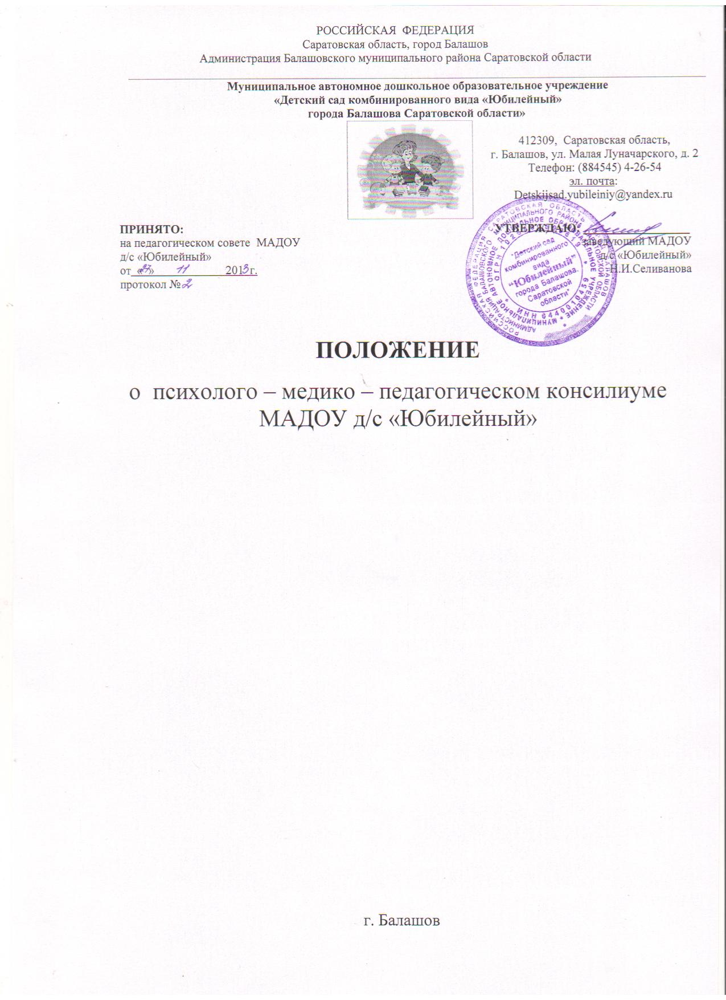 РОССИЙСКАЯ ФЕДЕРАЦИЯ
Саратовская область, город Балашов
Администрация Балашовского муниципального района Саратовской области
Муниципальное автономное дошкольное образовательное учреждение
«Детский сад комбинированного вида «Юбилейный»
города Балашова Саратовской области»
412309, Саратовская область,
г. Балашов, ул. Малая Луначарского, д. 2
Телефон: (884545) 4-26-54
эл. почта:
Detskijsad.yubileiniy@yandex.ru
ПРИНЯТО:
на педагогическом совете МАДОУ
д/с «Юбилейный»
от «27» 11 2013г.
протокол №2
УТВЕРЖДАЮ:
заведующий МАДОУ
д/с «Юбилейный»
Н.И.Селиванова
"Детский сад
комбинированного
вида
"Юбилейный"
города Балашова
Саратовской
области"
ИНН 6440010459
ПОЛОЖЕНИЕ
о психолого – медико – педагогическом консилиуме
МАДОУ д/с «Юбилейный»
г. Балашов